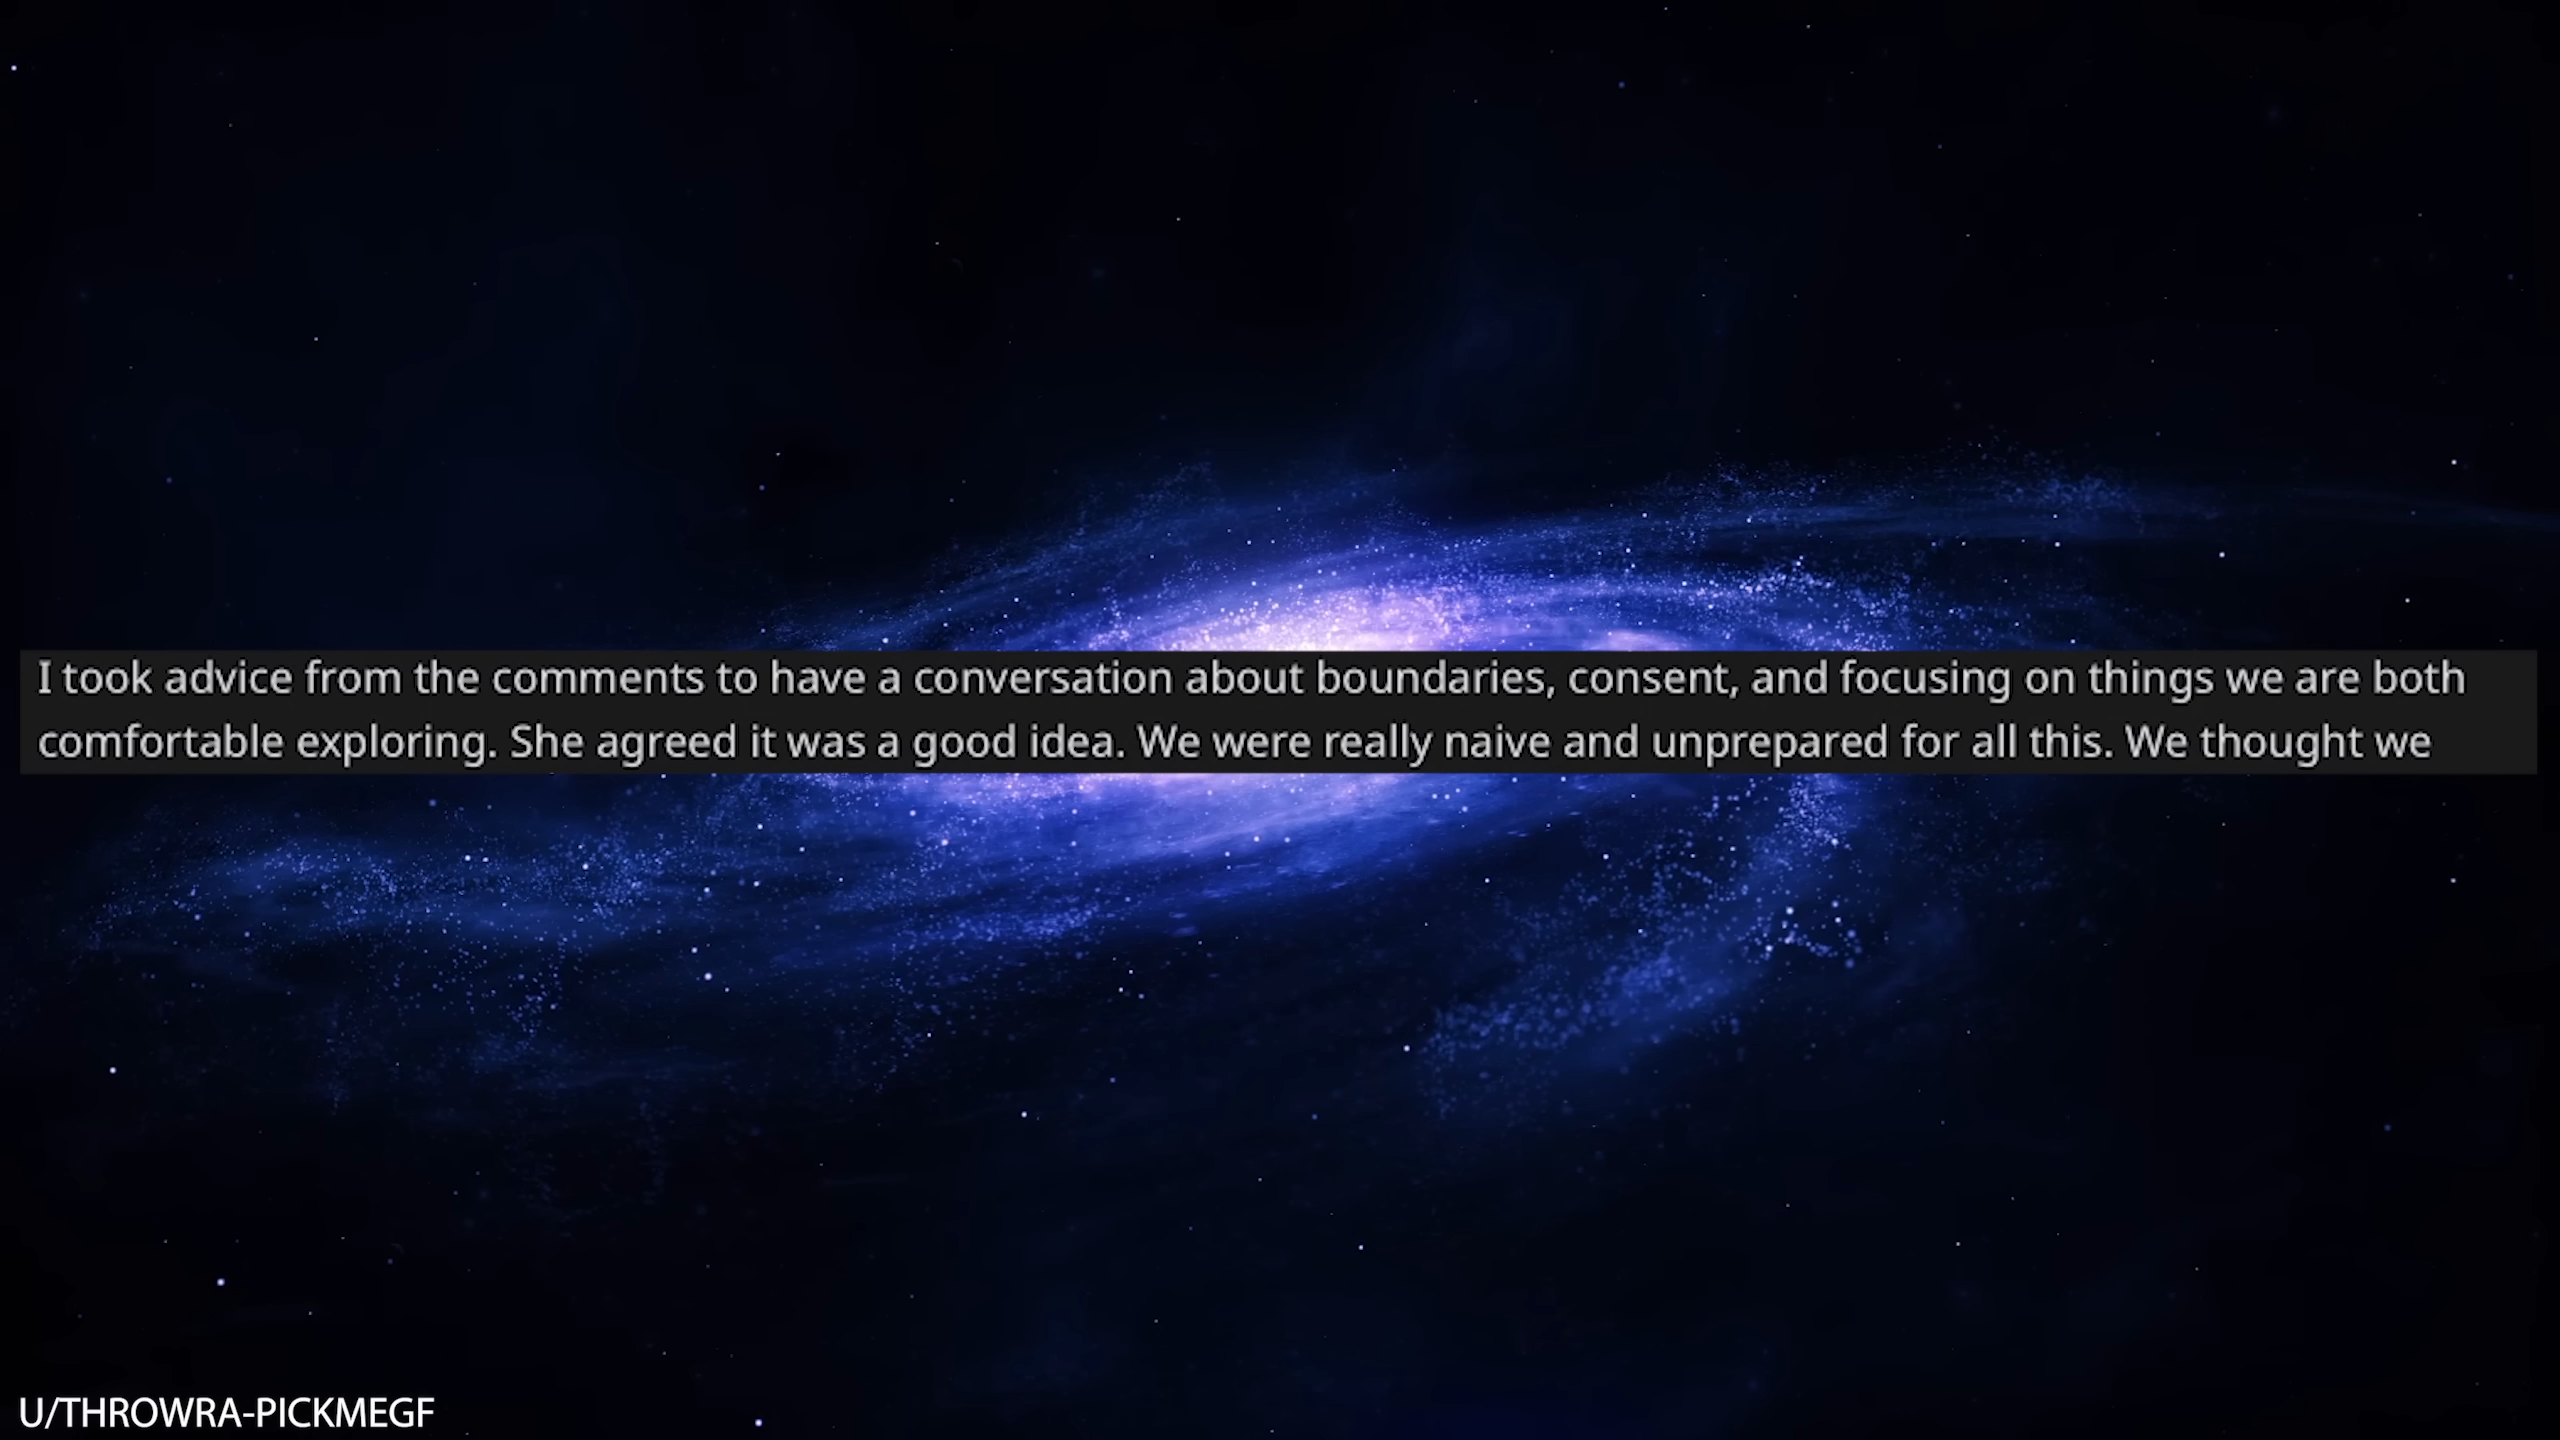 I took advice from the comments to have a conversation about boundaries, consent, and focusing on things we are both
comfortable exploring. She agreed it was a good idea. We were really naive and unprepared for all this. We thought we
U/THROWRA-PICKMEGF